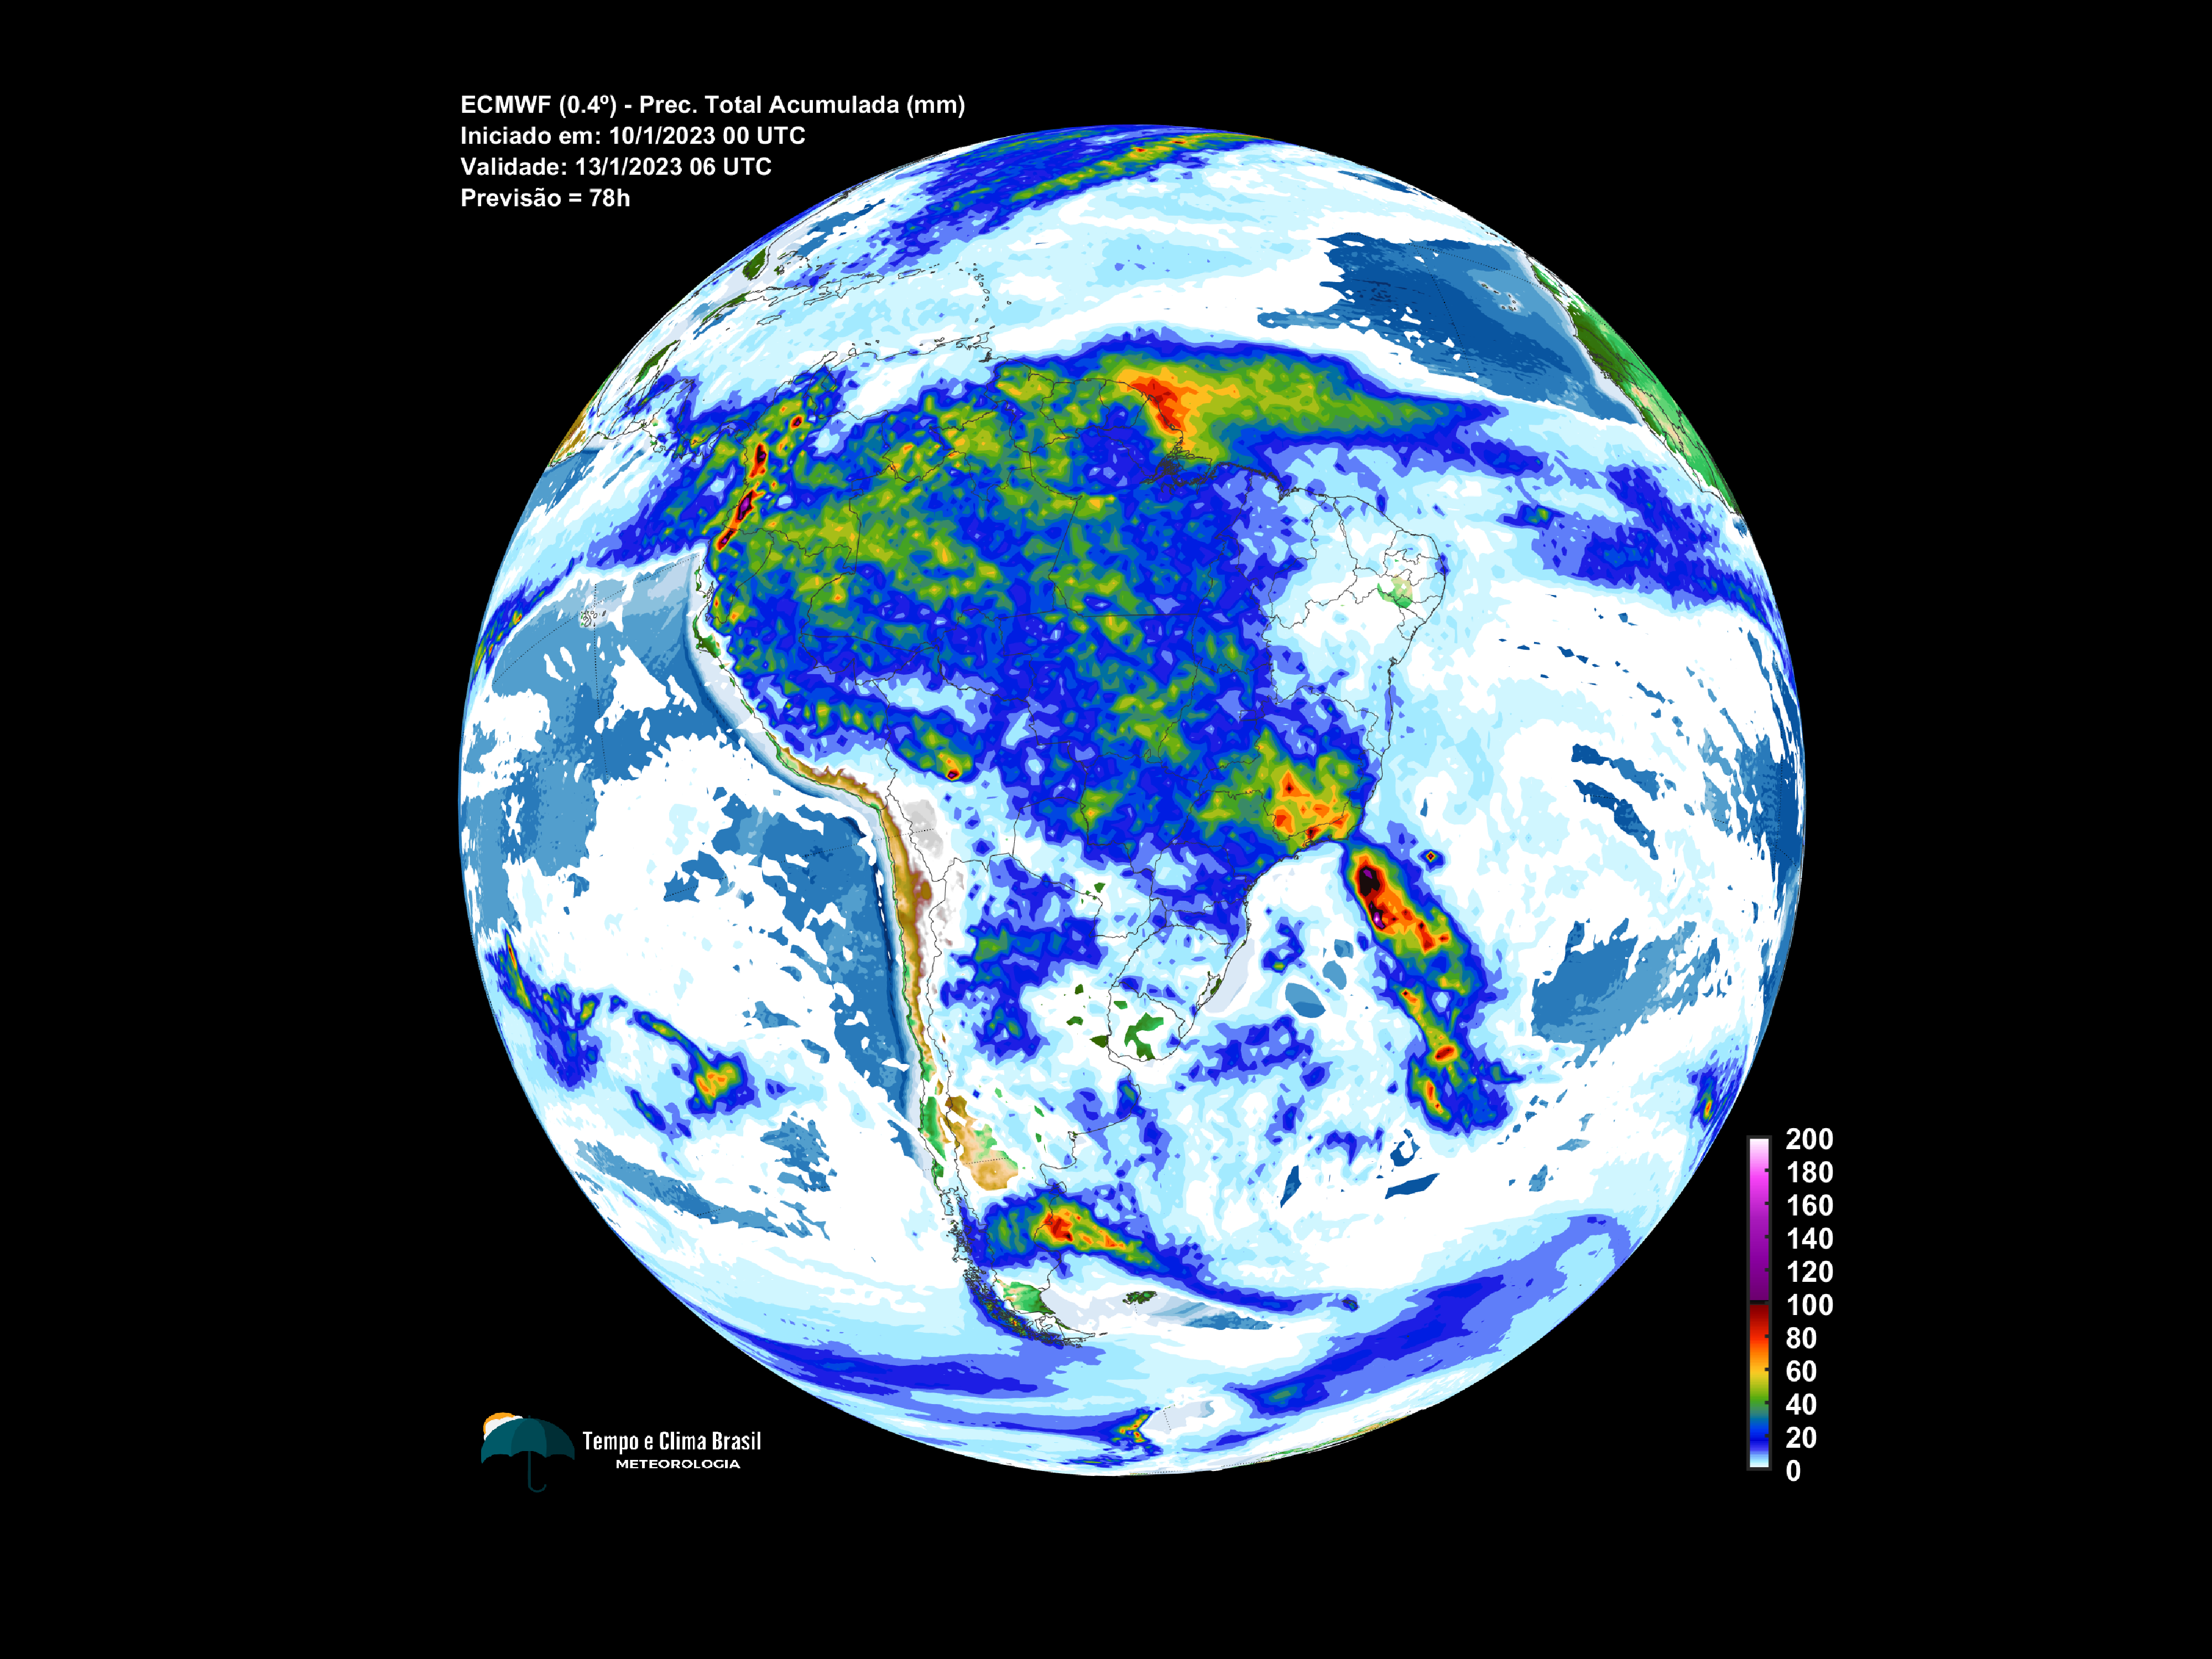 ECMWF (0.4º) - Prec. Total Acumulada (mm)
Iniciado em: 10/1/2023 00 UTC
Validade: 13/1/2023 06 UTC
Previsão = 78h
200
180
160
140
120
100
80
60
40
20
0
Tempo e Clima Brasil
METEOROLOGIA